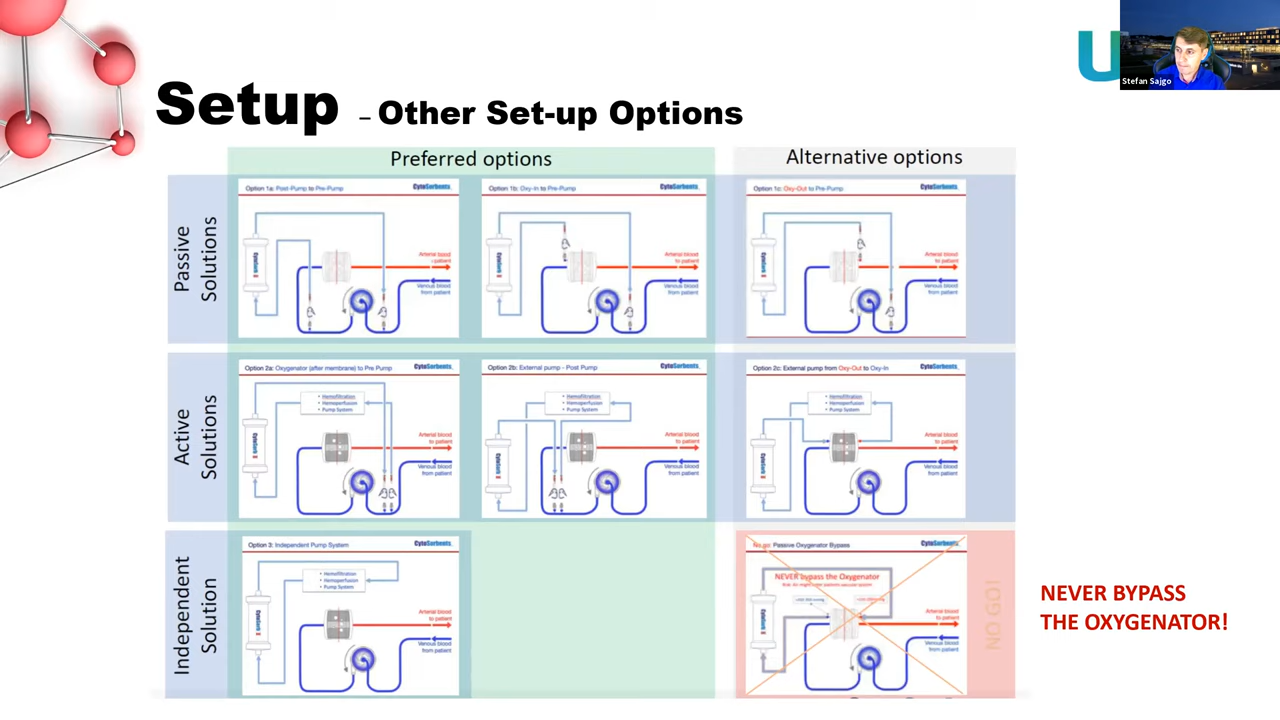 U
Stefan Sajgo
Setup – Other Set-up Options
Preferred options
Alternative options
Passive
Solutions
Option 1a: Post-Pump to Pre-Pump
CytoSorbents
Arterial blood
to patient
Venous blood
from patient
Option 1b: Oxy-In to Pre-Pump
CytoSorbents
Arterial blood
to patient
Venous blood
from patient
Option 1c: Oxy-Out to Pre-Pump
CytoSorbents
Arterial blood
to patient
Venous blood
from patient
Active
Solutions
Option 2a: Oxygenator (after membrane) to Pre Pump
CytoSorbents
• Hemofiltration
• Hemoperfusion
• Pump System
Arterial blood
to patient
Venous blood
from patient
Option 2b: External pump - Post Pump
CytoSorbents
• Hemofiltration
• Hemoperfusion
• Pump System
Arterial blood
to patient
Venous blood
from patient
Option 2c: External pump from Oxy-Out to Oxy-In
CytoSorbents
• Hemofiltration
• Hemoperfusion
• Pump System
Arterial blood
to patient
Venous blood
from patient
Independent
Solution
Option 3: Independent Pump System
CytoSorbents
• Hemofiltration
• Hemoperfusion
• Pump System
Arterial blood
to patient
Venous blood
from patient
No go: Passive Oxygenator Bypass
CytoSorbents
NEVER bypass the Oxygenator
Arterial blood
to patient
Venous blood
from patient
NO GO!
NEVER BYPASS
THE OXYGENATOR!